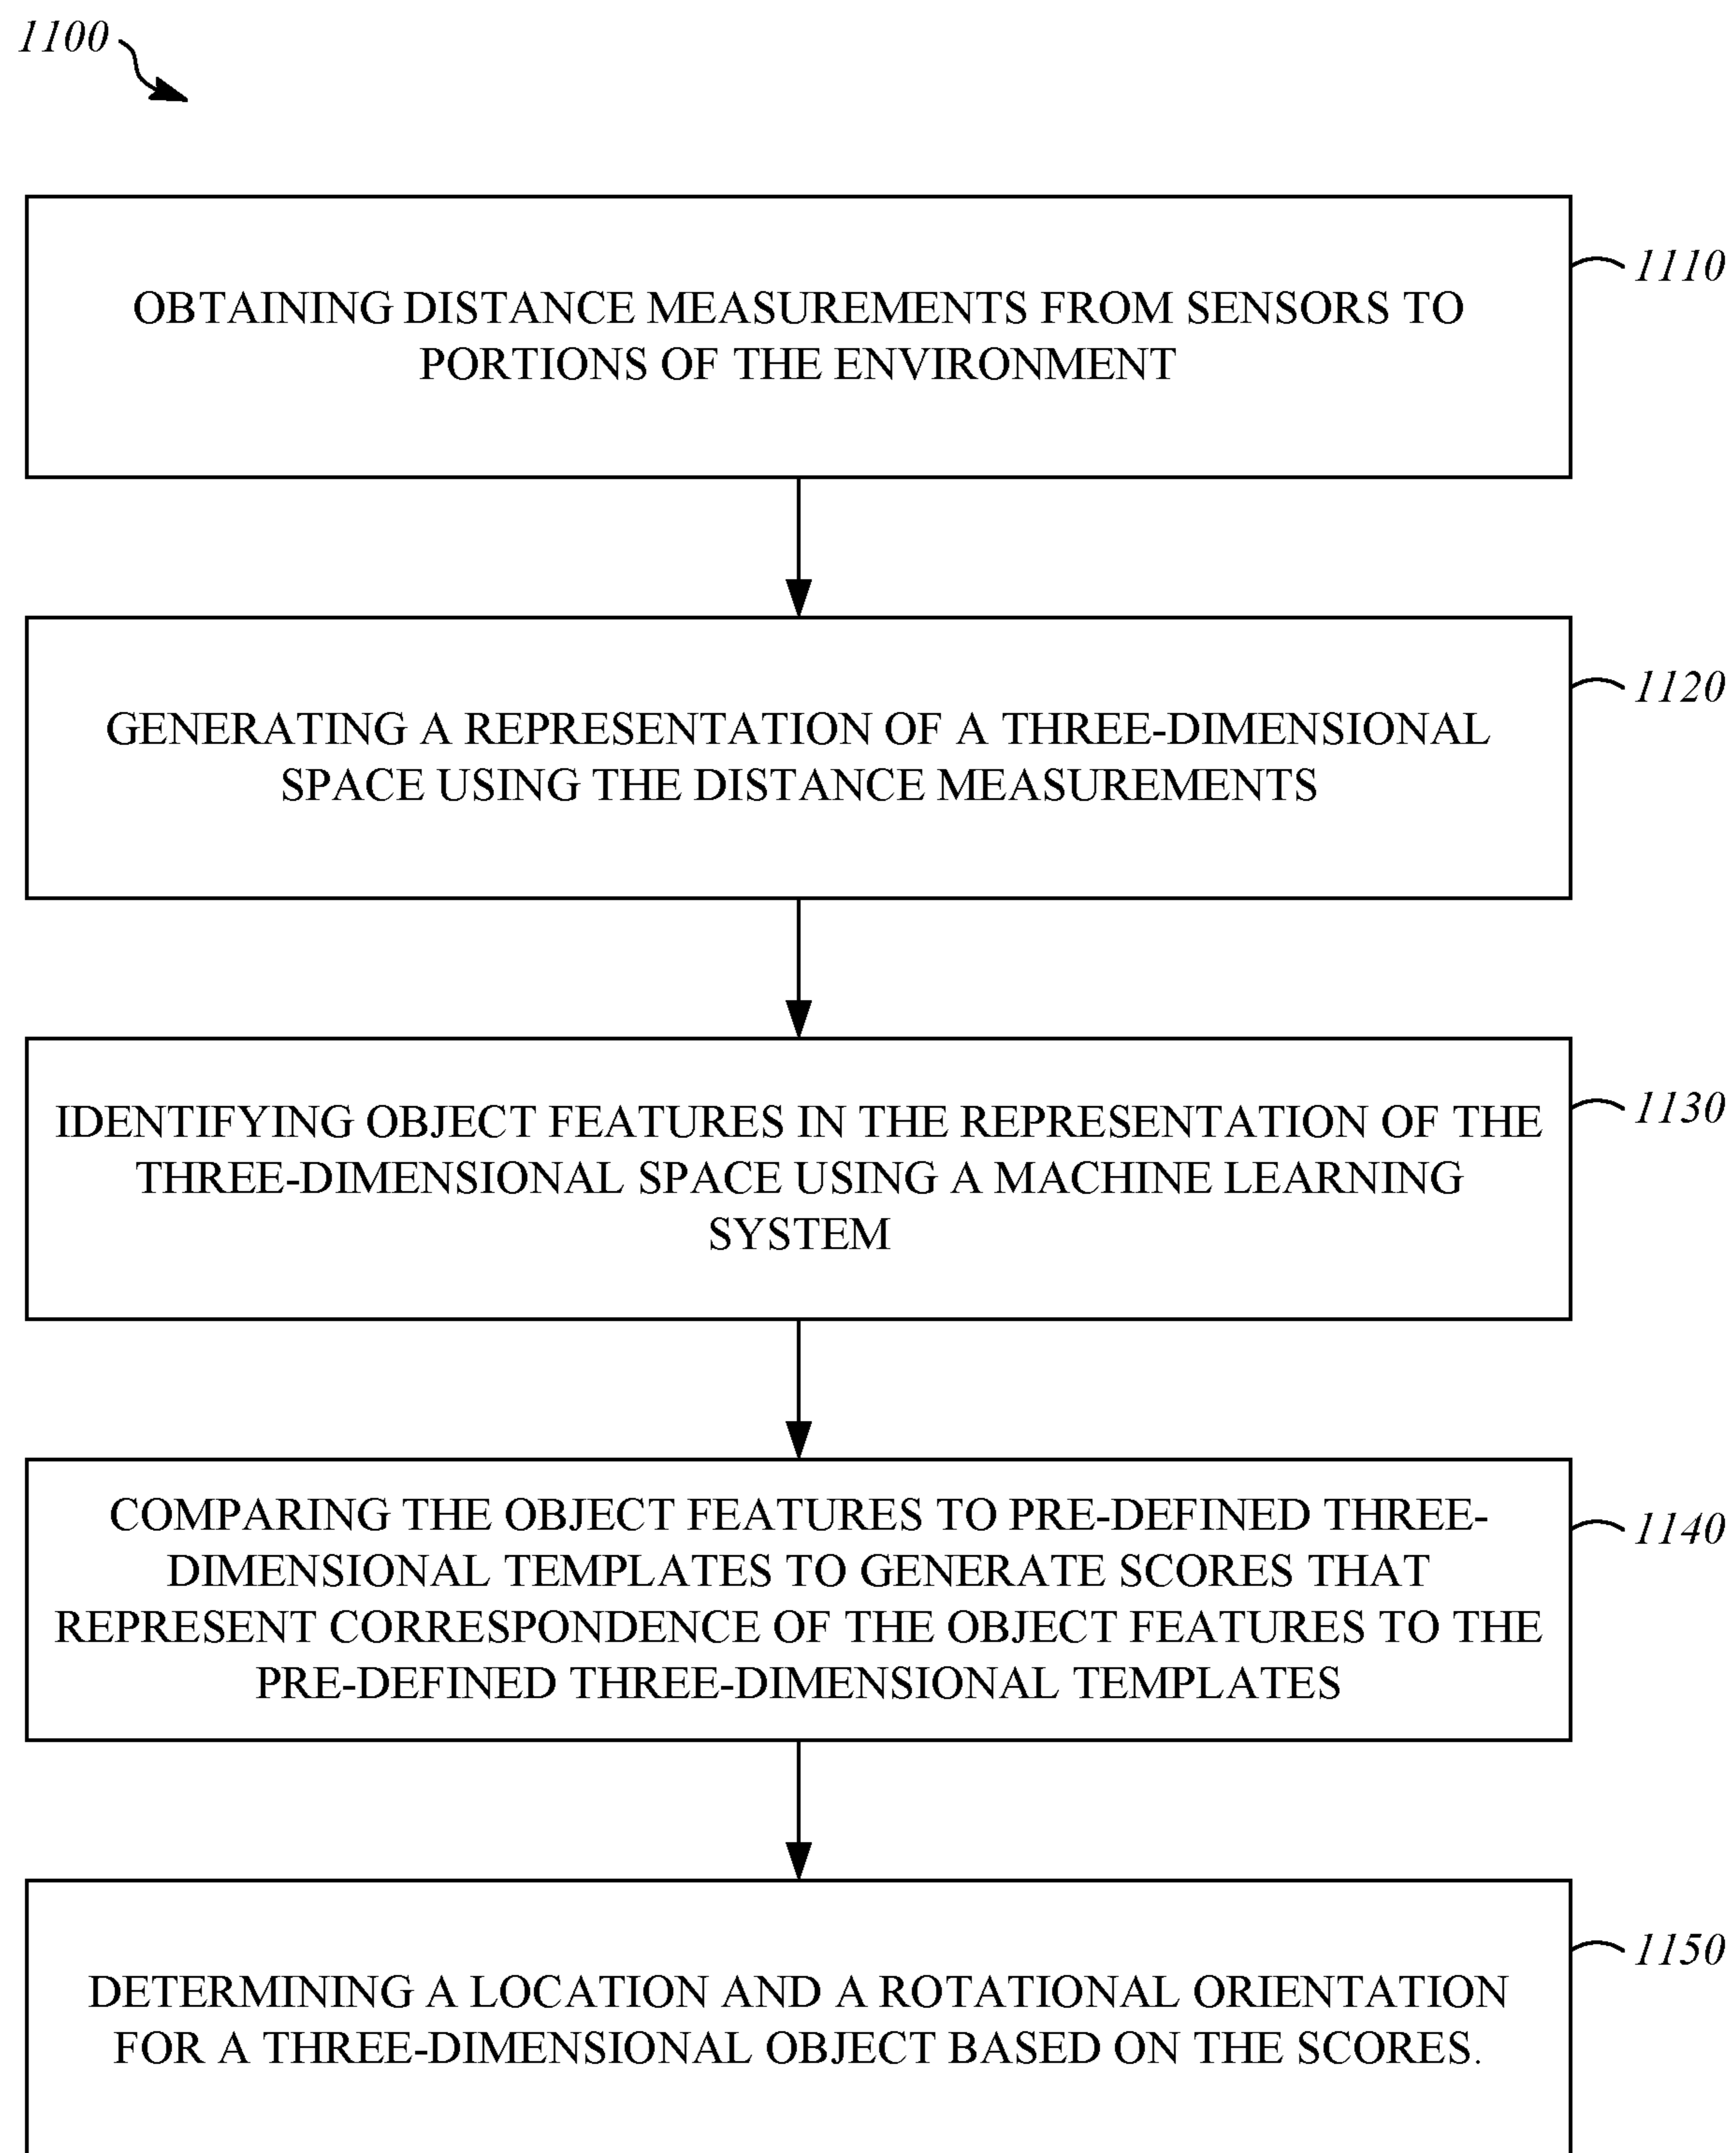 1100
OBTAINING DISTANCE MEASUREMENTS FROM SENSORS TO
PORTIONS OF THE ENVIRONMENT
1110
GENERATING A REPRESENTATION OF A THREE-DIMENSIONAL
SPACE USING THE DISTANCE MEASUREMENTS
1120
IDENTIFYING OBJECT FEATURES IN THE REPRESENTATION OF THE
THREE-DIMENSIONAL SPACE USING A MACHINE LEARNING
SYSTEM
1130
COMPARING THE OBJECT FEATURES TO PRE-DEFINED THREE-
DIMENSIONAL TEMPLATES TO GENERATE SCORES THAT
REPRESENT CORRESPONDENCE OF THE OBJECT FEATURES TO THE
PRE-DEFINED THREE-DIMENSIONAL TEMPLATES
1140
DETERMINING A LOCATION AND A ROTATIONAL ORIENTATION
FOR A THREE-DIMENSIONAL OBJECT BASED ON THE SCORES.
1150